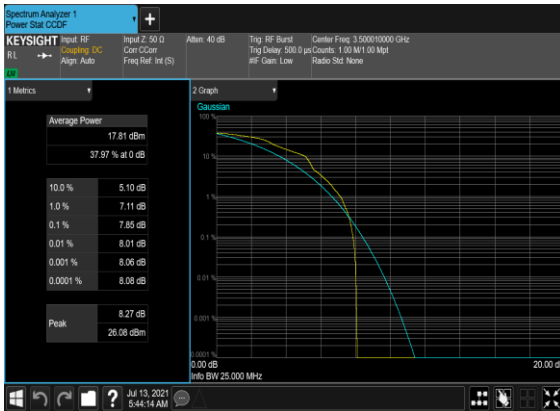 Spectrum Analyzer 1
Power Stat CCDF
KEYSIGHT
RL
LXI
Input: RF
Coupling: DC
Align: Auto
Input Z: 50 Ω
Corr CCorr
Freq Ref: Int (S)
Atten: 40 dB
Trig: RF Burst
Trig Delay: 500.0 µs
#IF Gain: Low
Center Freq: 3.500010000 GHz
Counts: 1.00 M/1.00 Mpt
Radio Std: None
1 Metrics
Average Power
17.81 dBm
37.97 % at 0 dB
10.0 % 5.10 dB
1.0 % 7.11 dB
0.1 % 7.85 dB
0.01 % 8.01 dB
0.001 % 8.06 dB
0.0001 % 8.08 dB
Peak
8.27 dB
26.08 dBm
2 Graph
Gaussian
100 %
10 %
1 %
0.1 %
0.01 %
0.001 %
0.0001 %
0.00 dB
20.00 d
Info BW 25.000 MHz
Jul 13, 2021
5:44:14 AM